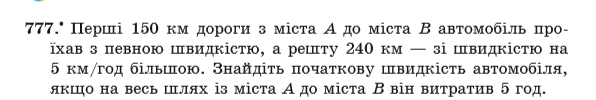 777.• Перші 150 км дороги з міста A до міста B автомобіль про-
їхав з певною швидкістю, а решту 240 км — зі швидкістю на
5 км/год більшою. Знайдіть початкову швидкість автомобіля,
якщо на весь шлях із міста A до міста B він витратив 5 год.